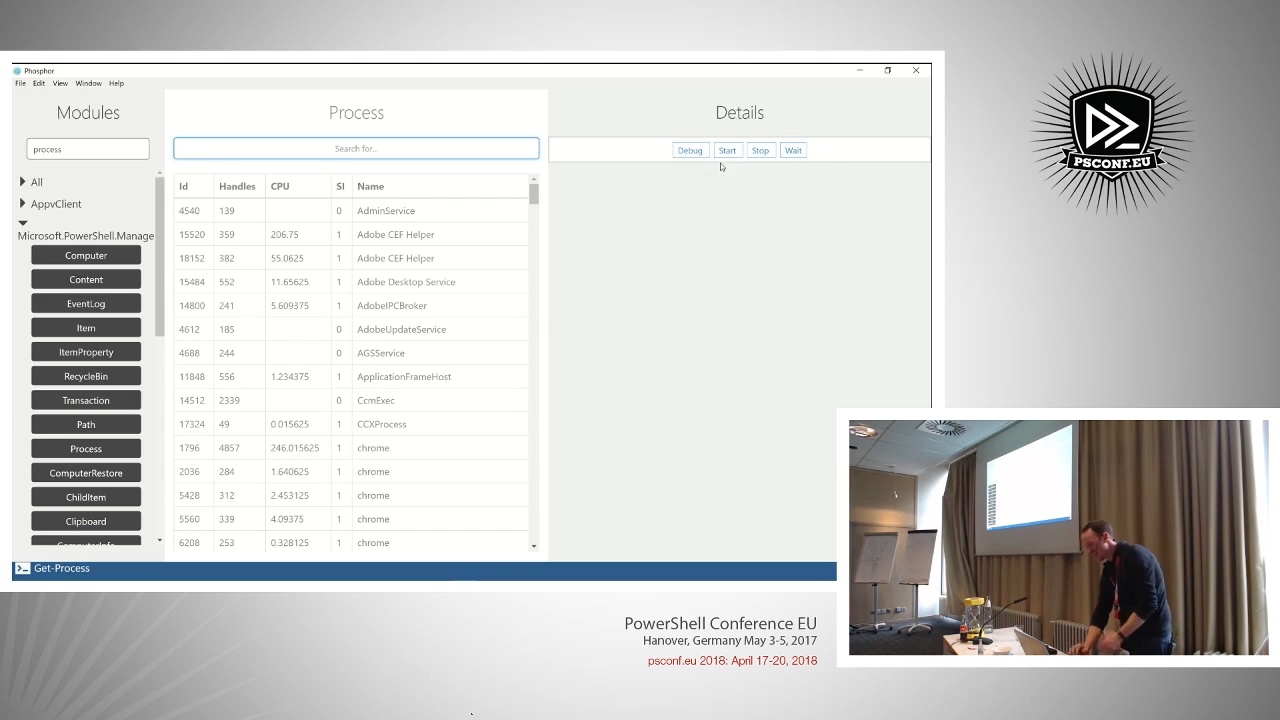 Phosphor
File Edit View Window Help
Modules
process
All
AppvClient
Microsoft.PowerShell.Manage
Computer
Content
EventLog
Item
ItemProperty
RecycleBin
Transaction
Path
Process
ComputerRestore
ChildItem
Clipboard
ComputerInfo
Process
Search for...
Id Handles CPU SI Name
4540 139 0 AdminService
15520 359 206.75 1 Adobe CEF Helper
18152 382 55.0625 1 Adobe CEF Helper
15484 552 11.65625 1 Adobe Desktop Service
14800 241 5.609375 1 AdobeIPCBroker
4612 185 0 AdobeUpdateService
4688 244 0 AGSService
11848 556 1.234375 1 ApplicationFrameHost
14512 2339 0 CcmExec
17324 49 0.015625 1 CCXProcess
1796 4857 246.015625 1 chrome
2036 284 1.640625 1 chrome
5428 312 2.453125 1 chrome
5560 339 4.09375 1 chrome
6208 253 0.328125 1 chrome
Details
Debug Start Stop Wait
Get-Process
PSCONF.EU
PowerShell Conference EU
Hanover, Germany May 3-5, 2017
psconf.eu 2018: April 17-20, 2018